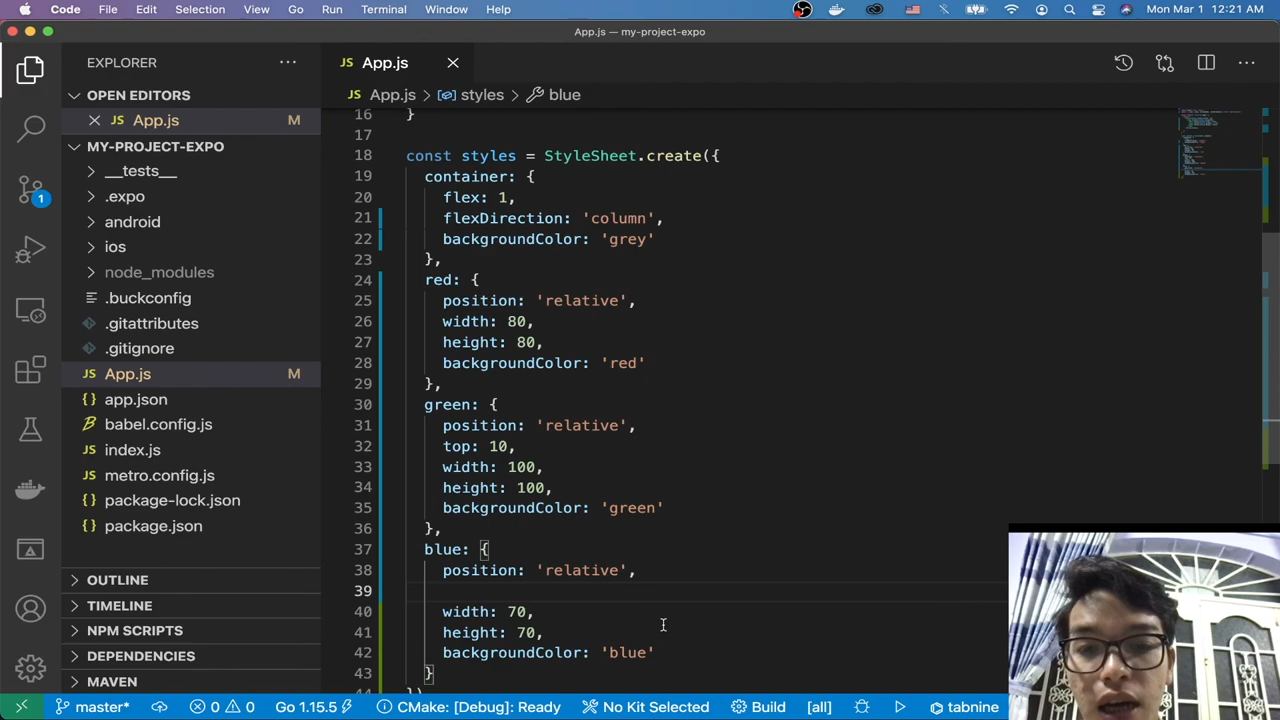 Code File Edit Selection View Go Run Terminal Window Help Mon Mar 1 12:21 AM
App.js — my-project-expo
EXPLORER
App.js
OPEN EDITORS
App.js M
MY-PROJECT-EXPO
__tests__
.expo
android
ios
node_modules
.buckconfig
.gitattributes
.gitignore
App.js M
app.json
babel.config.js
index.js
metro.config.js
package-lock.json
package.json
OUTLINE
TIMELINE
NPM SCRIPTS
DEPENDENCIES
MAVEN
1
JS App.js > styles > blue
16 }
17
18 const styles = StyleSheet.create({
19 container: {
20 flex: 1,
21 flexDirection: 'column',
22 backgroundColor: 'grey'
23 },
24 red: {
25 position: 'relative',
26 width: 80,
27 height: 80,
28 backgroundColor: 'red'
29 },
30 green: {
31 position: 'relative',
32 top: 10,
33 width: 100,
34 height: 100,
35 backgroundColor: 'green'
36 },
37 blue: {
38 position: 'relative',
39
40 width: 70,
41 height: 70,
42 backgroundColor: 'blue'
43 }
44 })
master* 0 0 Go 1.15.5 CMake: [Debug]: Ready No Kit Selected Build [all] tabnine